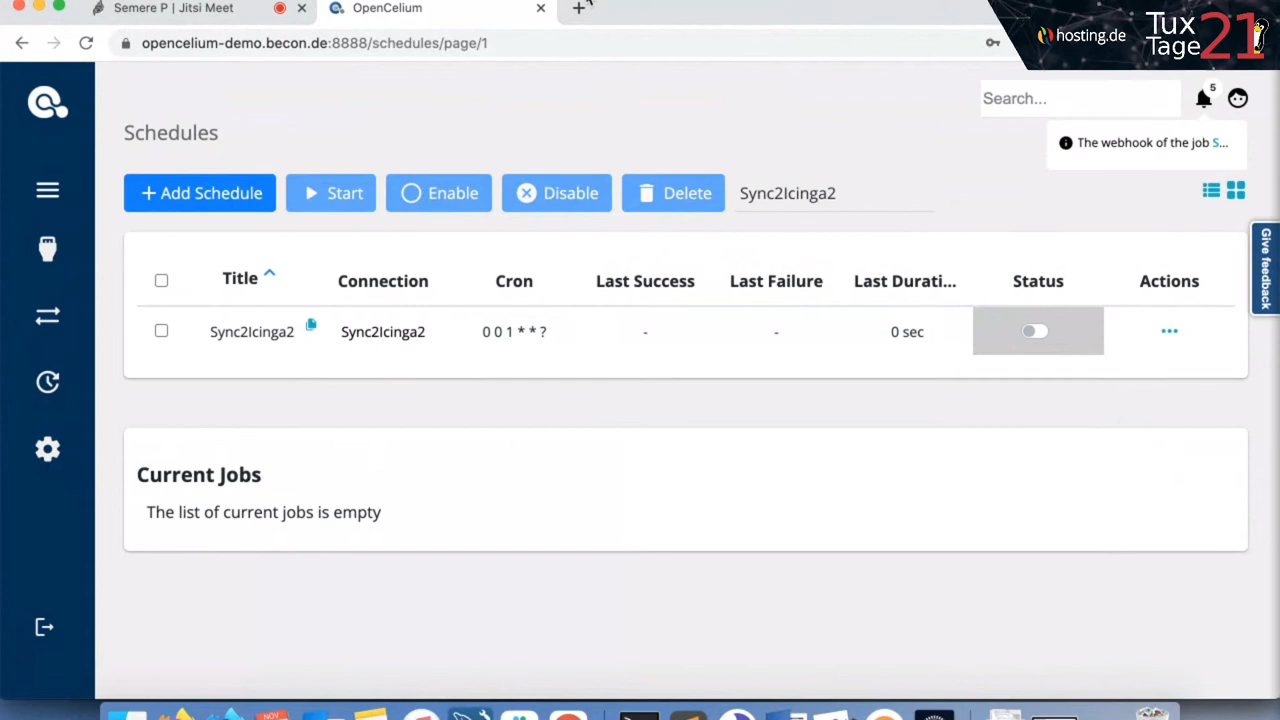 Semere P | Jitsi Meet
OpenCelium
opencelium-demo.becon.de:8888/schedules/page/1
hosting.de
Tux
Tage
21
Search...
5
The webhook of the job S...
Schedules
+ Add Schedule
Start
Enable
Disable
Delete
Sync2Icinga2
Give feedback
Title Connection Cron Last Success Last Failure Last Durati... Status Actions
Sync2Icinga2 Sync2Icinga2 0 0 1 * * ? - - 0 sec
Current Jobs
The list of current jobs is empty
NOV